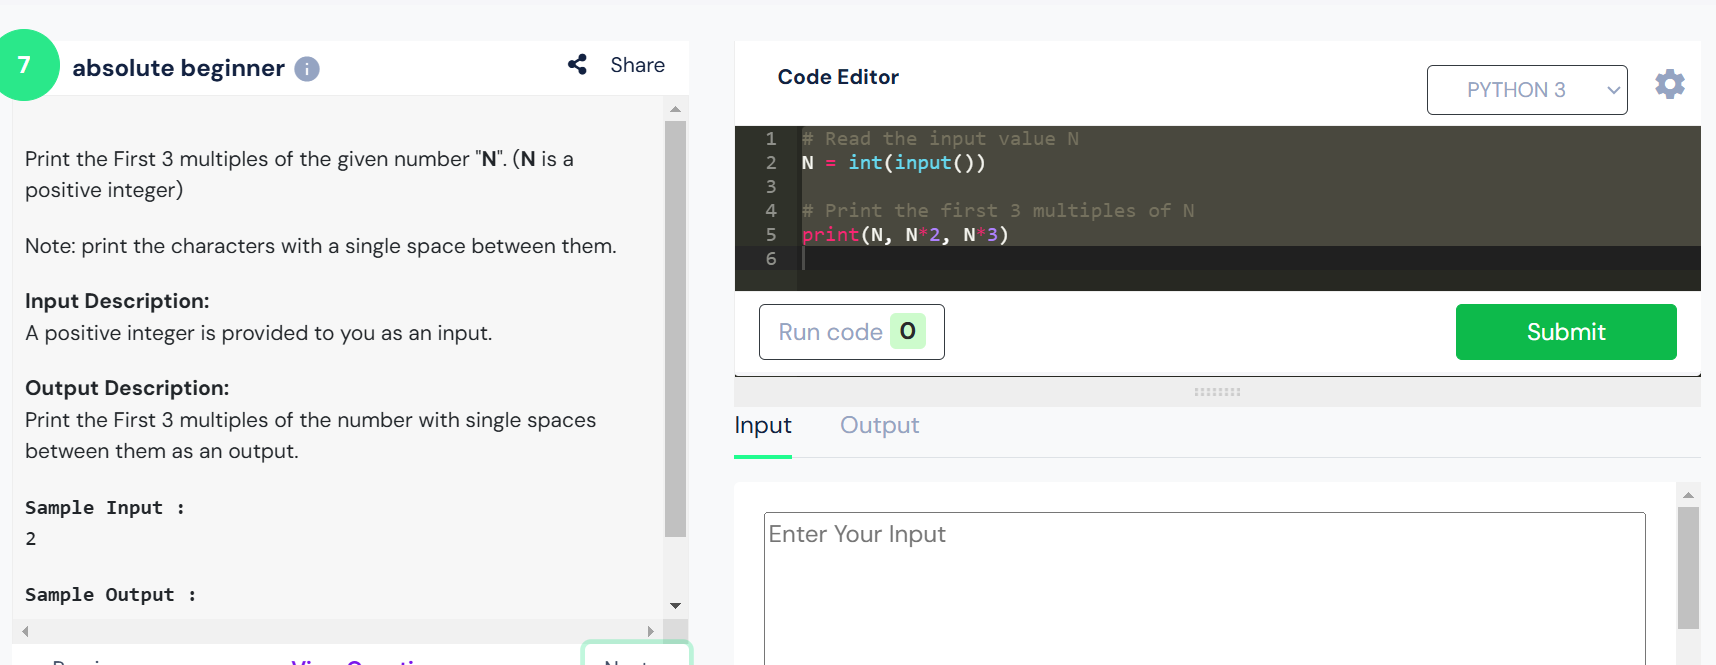 7
absolute beginner i
Share
Print the First 3 multiples of the given number "N". (N is a
positive integer)
Note: print the characters with a single space between them.
Input Description:
A positive integer is provided to you as an input.
Output Description:
Print the First 3 multiples of the number with single spaces
between them as an output.
Sample Input :
2
Sample Output :
Code Editor
PYTHON 3
1 # Read the input value N
2 N = int(input())
3
4 # Print the first 3 multiples of N
5 print(N, N*2, N*3)
6
Run code 0
Submit
Input Output
Enter Your Input